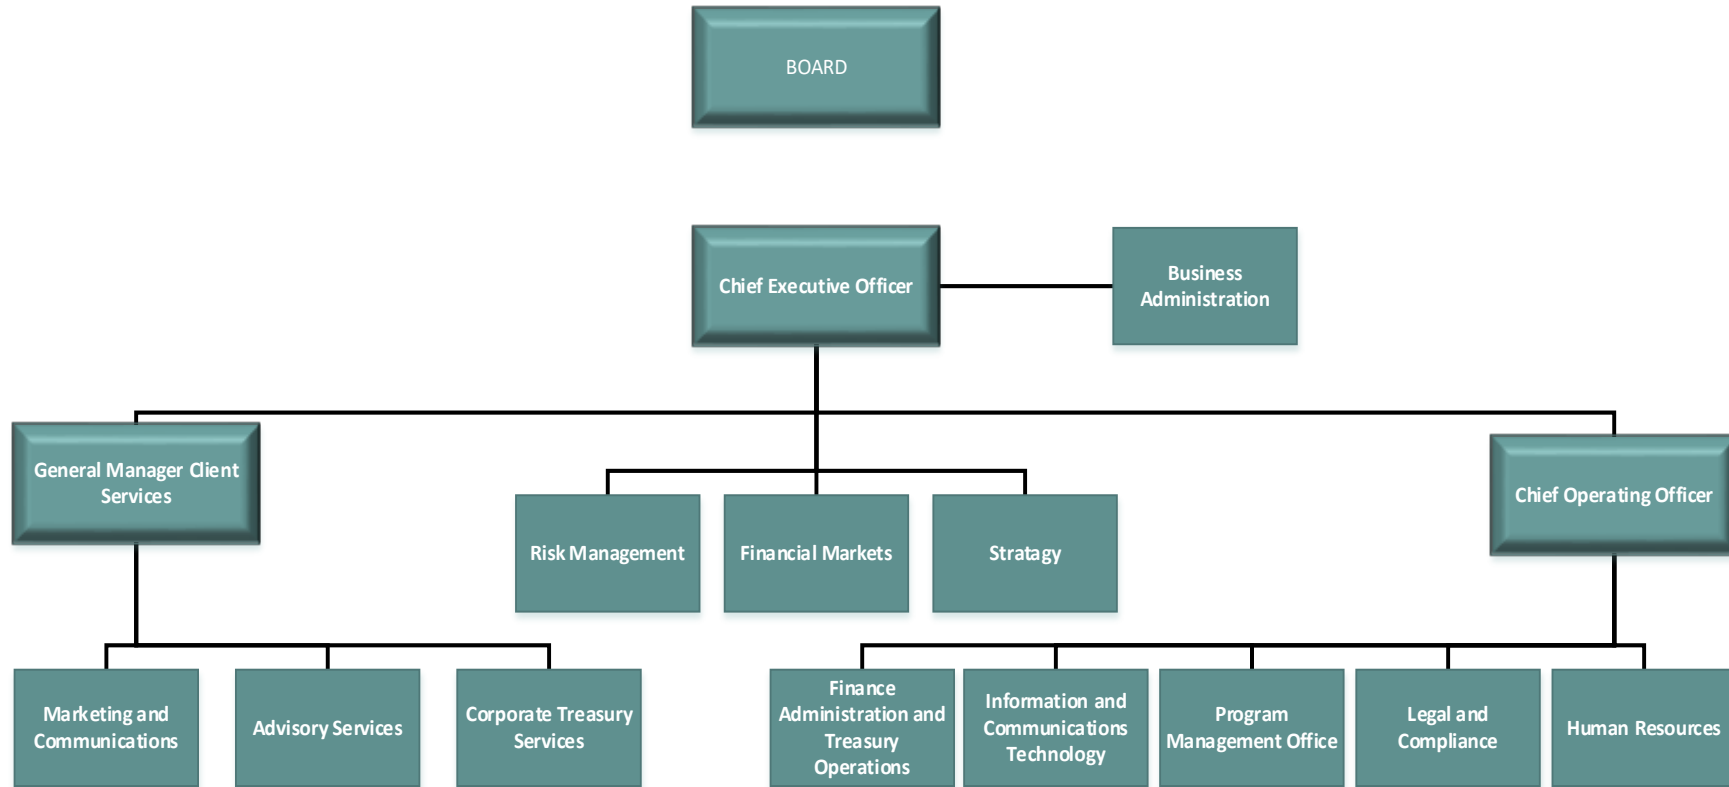 BOARD
Chief Executive Officer
Business
Administration
General Manager Client
Services
Chief Operating Officer
Risk Management
Financial Markets
Stratagy
Marketing and
Communications
Advisory Services
Corporate Treasury
Services
Finance
Administration and
Treasury
Operations
Information and
Communications
Technology
Program
Management Office
Legal and
Compliance
Human Resources